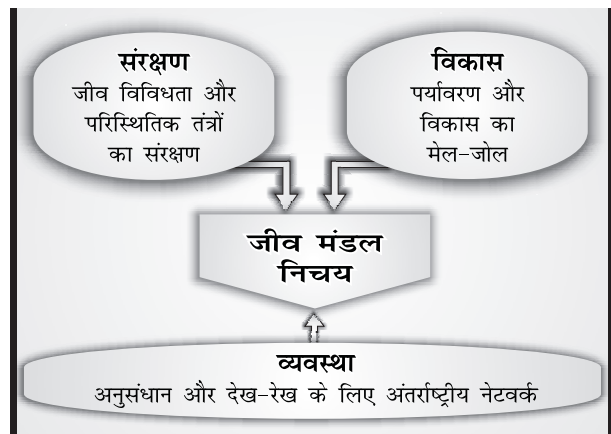 संरक्षण
जीव विविधता और
परिस्थितिक तंत्रों
का संरक्षण
विकास
पर्यावरण और
विकास का
मेल-जोल
जीव मंडल
निचय
व्यवस्था
अनुसंधान और देख-रेख के लिए अंतर्राष्ट्रीय नेटवर्क